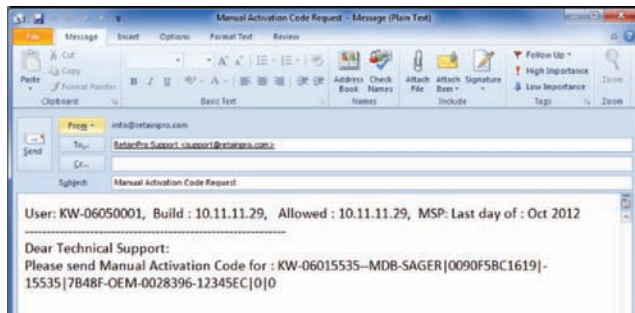 Manual Activation Code Request - Message (Plain Text)
File Message Insert Options Format Text Review
Paste
Cut
Copy
Format Painter
Clipboard
B I U
Basic Text
Address Book
Check Names
Names
Attach File
Attach Item
Signature
Include
Follow Up
High Importance
Low Importance
Tags
Zoom
Zoom
Send
From info@retainpro.com
To... RetainPro Support <support@retainpro.com>
Cc...
Subject: Manual Activation Code Request
User: KW-06050001, Build : 10.11.11.29, Allowed : 10.11.11.29, MSP: Last day of : Oct 2012
------------------------------------------------------------
Dear Technical Support:
Please send Manual Activation Code for : KW-06015535--MDB-SAGER|0090F5BC1619|-
15535|7B48F-OEM-0028396-12345EC|0|0